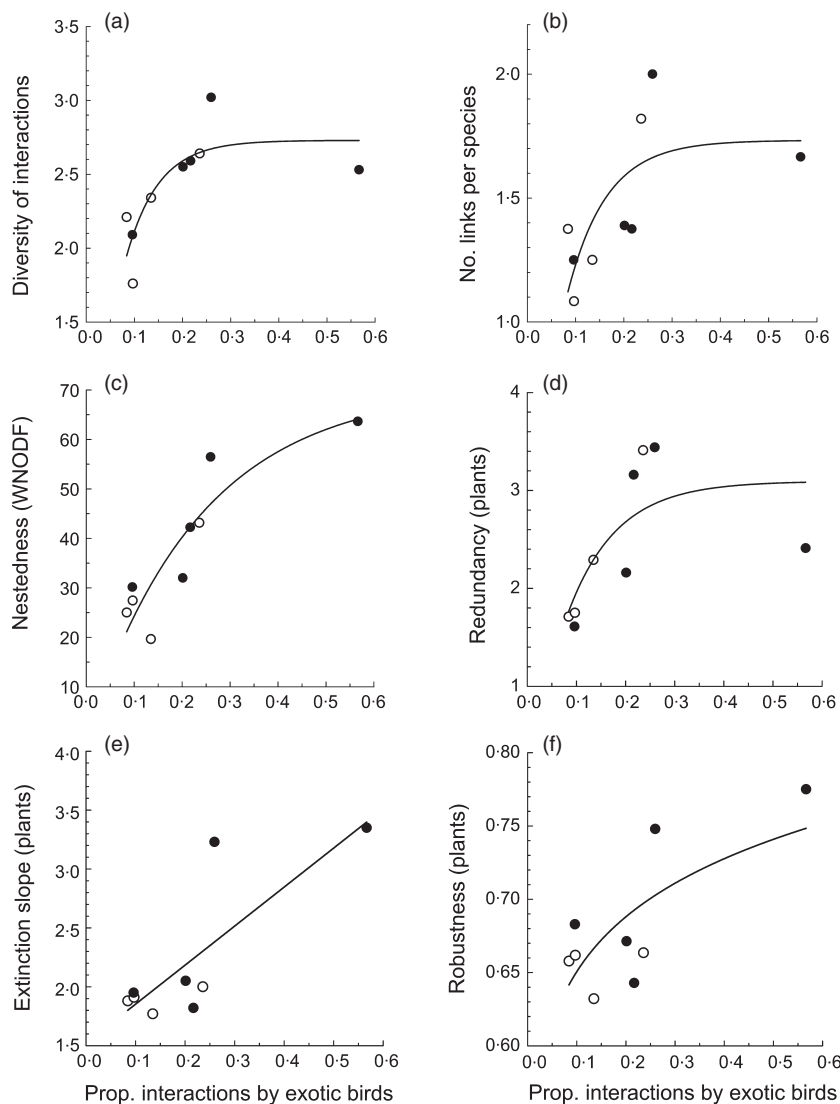 (a)
3·5
3·0
2·5
2·0
1·5
Diversity of interactions
0·0 0·1 0·2 0·3 0·4 0·5 0·6
(b)
2·0
1·5
1·0
No. links per species
0·0 0·1 0·2 0·3 0·4 0·5 0·6
(c)
70
60
50
40
30
20
10
Nestedness (WNODF)
0·0 0·1 0·2 0·3 0·4 0·5 0·6
(d)
4
3
2
1
Redundancy (plants)
0·0 0·1 0·2 0·3 0·4 0·5 0·6
(e)
4·0
3·5
3·0
2·5
2·0
1·5
Extinction slope (plants)
0·0 0·1 0·2 0·3 0·4 0·5 0·6
Prop. interactions by exotic birds
(f)
0·80
0·75
0·70
0·65
0·60
Robustness (plants)
0·0 0·1 0·2 0·3 0·4 0·5 0·6
Prop. interactions by exotic birds